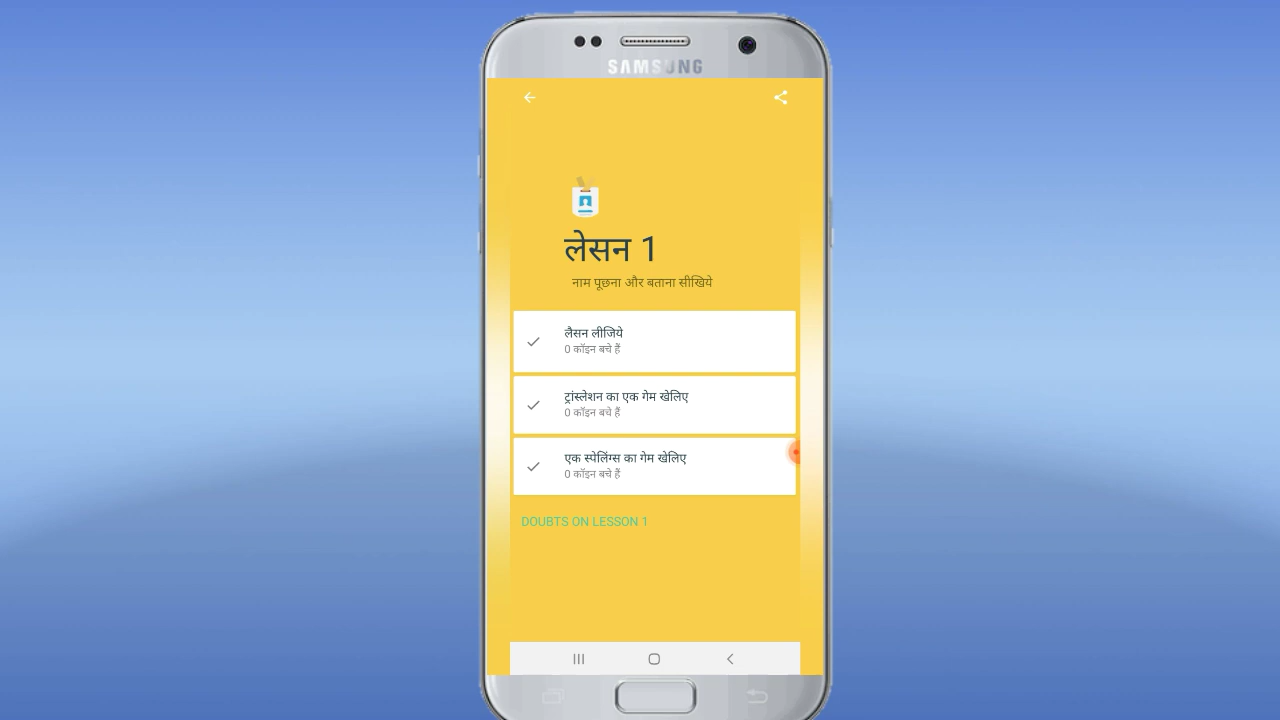 SAMSUNG
लेसन 1
नाम पूछना और बताना सीखिये
लैसन लीजिये
0 कॉइन बचे हैं
ट्रांस्लेशन का एक गेम खेलिए
0 कॉइन बचे हैं
एक स्पेलिंग्स का गेम खेलिए
0 कॉइन बचे हैं
DOUBTS ON LESSON 1